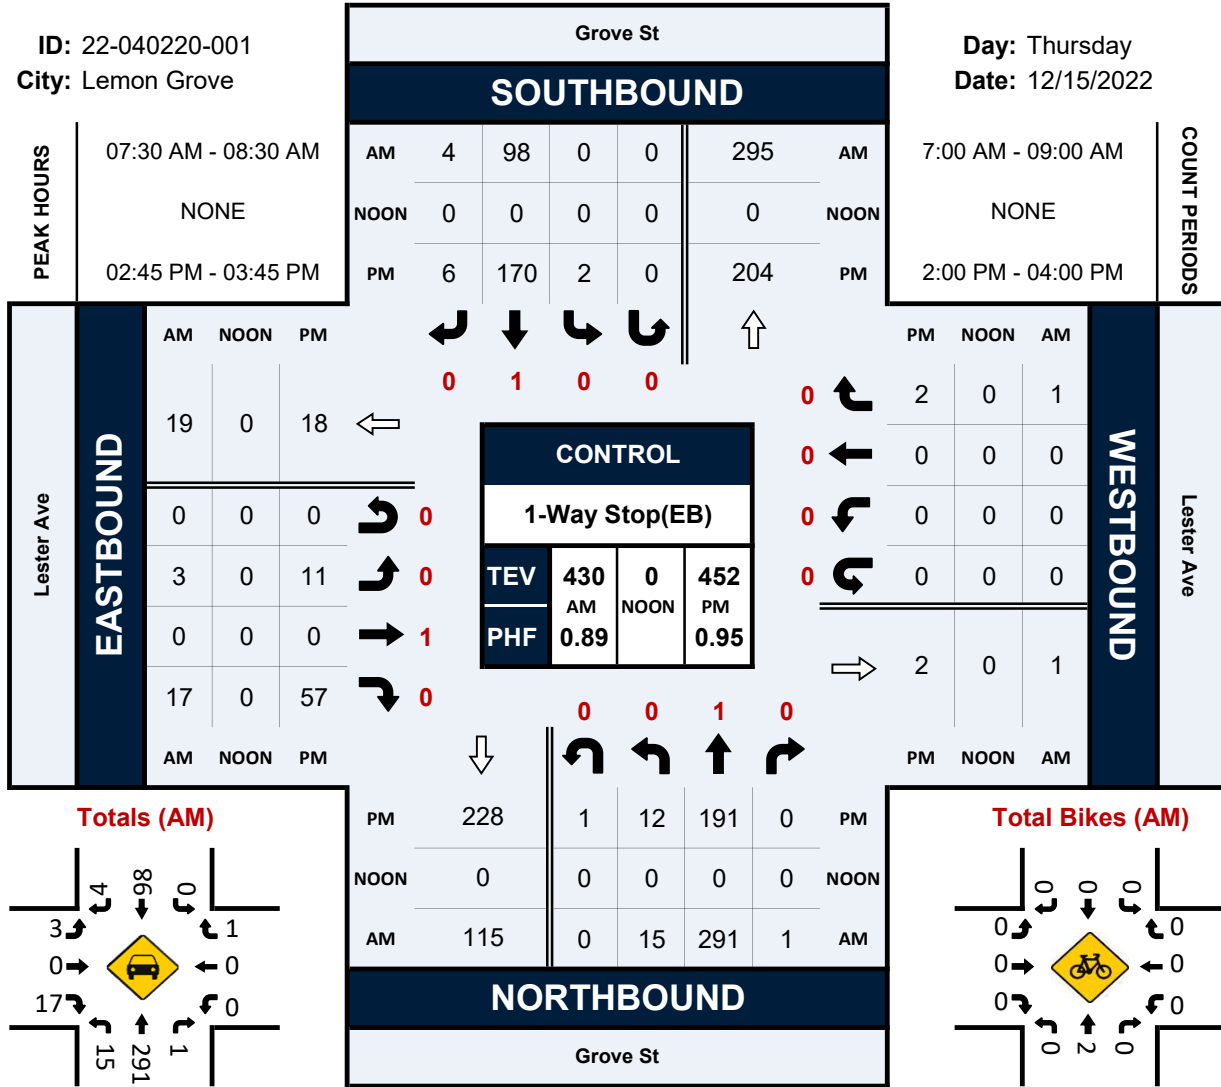 ID: 22-040220-001
City: Lemon Grove
Grove St
Day: Thursday
Date: 12/15/2022
SOUTHBOUND
PEAK HOURS
07:30 AM - 08:30 AM
NONE
02:45 PM - 03:45 PM
AM 4 98 0 0 295 AM
NOON 0 0 0 0 0 NOON
PM 6 170 2 0 204 PM
7:00 AM - 09:00 AM
NONE
2:00 PM - 04:00 PM
COUNT PERIODS
0 1 0 0
Lester Ave
EASTBOUND
AM NOON PM
19 0 18
0 0 0 0
3 0 11 0
0 0 0 1
17 0 57 0
AM NOON PM
CONTROL
1-Way Stop(EB)
TEV 430 0 452
AM NOON PM
PHF 0.89 0.95
PM NOON AM
0 2 0 1
0 0 0 0
0 0 0 0
0 0 0 0
2 0 1
PM NOON AM
WESTBOUND
Lester Ave
0 0 1 0
PM 228 1 12 191 0 PM
NOON 0 0 0 0 0 NOON
AM 115 0 15 291 1 AM
NORTHBOUND
Grove St
Totals (AM)
4 98 0
3 1
0 0
17 0
15 291 1
Total Bikes (AM)
0 0 0
0 0
0 0
0 0
0 2 0